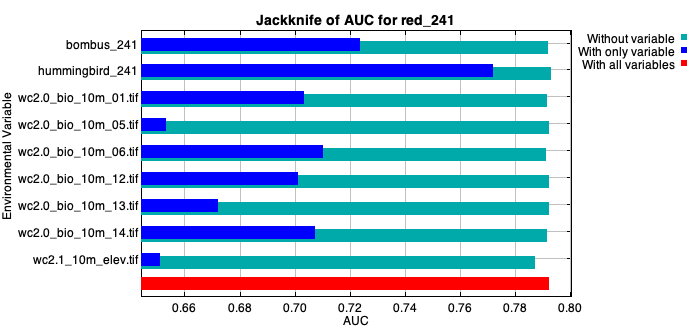 Jackknife of AUC for red_241
Without variable
With only variable
With all variables
Environmental Variable
bombus_241
hummingbird_241
wc2.0_bio_10m_01.tif
wc2.0_bio_10m_05.tif
wc2.0_bio_10m_06.tif
wc2.0_bio_10m_12.tif
wc2.0_bio_10m_13.tif
wc2.0_bio_10m_14.tif
wc2.1_10m_elev.tif
0.66 0.68 0.70 0.72 0.74 0.76 0.78 0.80
AUC